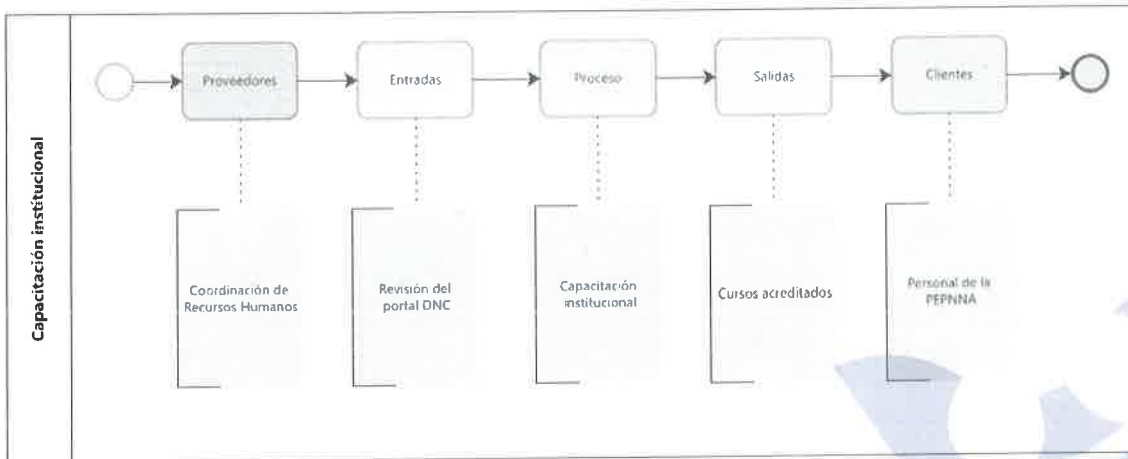 Capacitación institucional
Proveedores
Entradas
Proceso
Salidas
Clientes
Coordinación de
Recursos Humanos
Revisión del
portal DNC
Capacitación
institucional
Cursos acreditados
Personal de la
PEPNNA